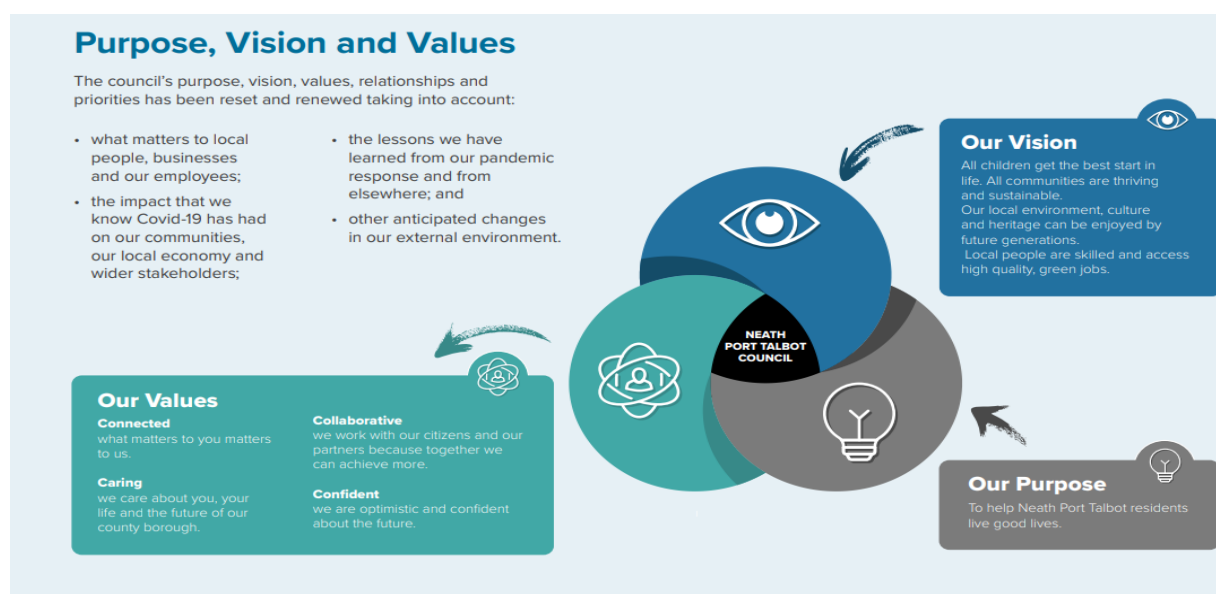 Purpose, Vision and Values
The council's purpose, vision, values, relationships and
priorities has been reset and renewed taking into account:
• what matters to local
people, businesses
and our employees;
• the impact that we
know Covid-19 has had
on our communities,
our local economy and
wider stakeholders;
• the lessons we have
learned from our pandemic
response and from
elsewhere; and
• other anticipated changes
in our external environment.
Our Vision
All children get the best start in
life. All communities are thriving
and sustainable.
Our local environment, culture
and heritage can be enjoyed by
future generations.
Local people are skilled and access
high quality, green jobs.
NEATH
PORT TALBOT
COUNCIL
Our Values
Connected
what matters to you matters
to us.
Caring
we care about you, your
life and the future of our
county borough.
Collaborative
we work with our citizens and our
partners because together we
can achieve more.
Confident
we are optimistic and confident
about the future.
Our Purpose
To help Neath Port Talbot residents
live good lives.